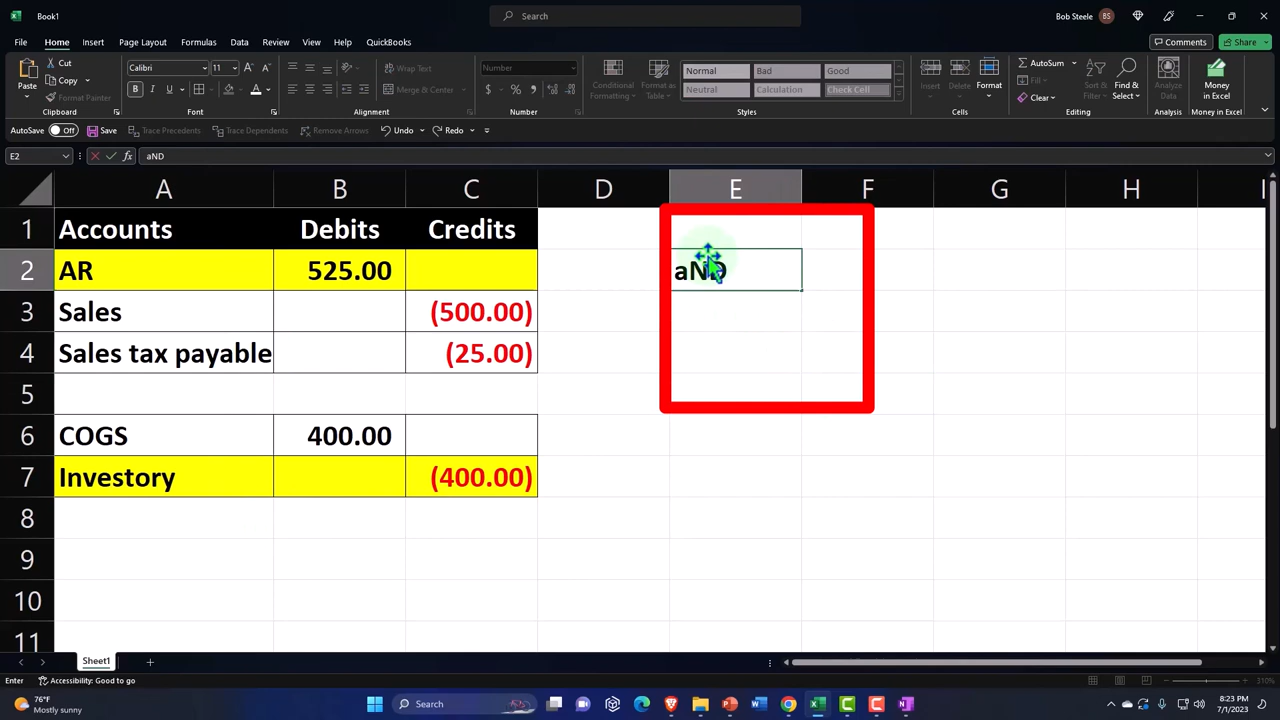 Book1
Search
Bob Steele BS
File Home Insert Page Layout Formulas Data Review View Help QuickBooks
Comments Share
Paste
Cut
Copy
Format Painter
Clipboard
Calibri 11
B I U
Font
Wrap Text
Merge & Center
Alignment
Number
Number
Conditional Formatting
Format as Table
Normal Bad Good
Neutral Calculation Check Cell
Styles
Insert Delete Format
Cells
AutoSum
Fill
Clear
Sort & Filter
Find & Select
Editing
Analyze Data
Analysis
Money in Excel
Money in Excel
AutoSave Off Save Trace Precedents Trace Dependents Remove Arrows Undo Redo
E2 fx aND
A B C D E F G H I
1 Accounts Debits Credits
2 AR 525.00 aND
3 Sales (500.00)
4 Sales tax payable (25.00)
5
6 COGS 400.00
7 Investory (400.00)
8
9
10
11
Sheet1
Enter Accessibility: Good to go 310%
76°F
Mostly sunny
Search
8:23 PM
7/1/2023